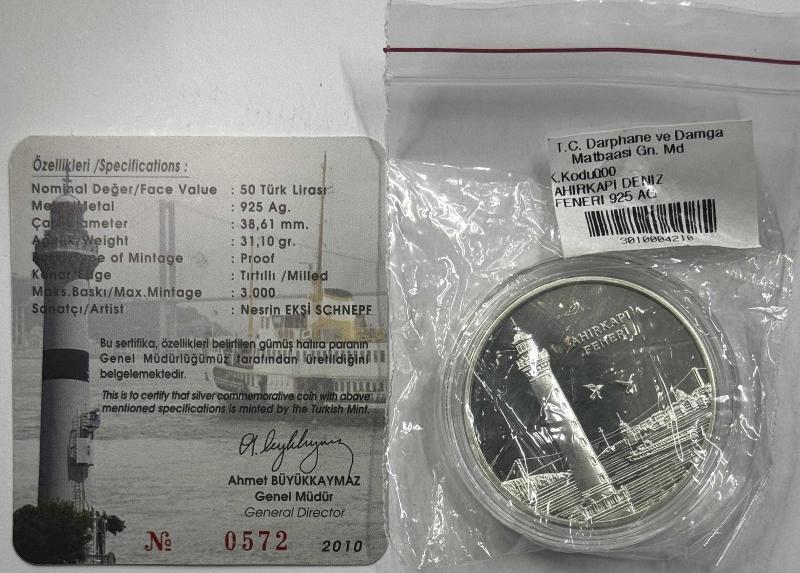 Özellikleri /Specifications :
Nominal Değer/Face Value : 50 Türk Lirası
Metal/Metal : 925 Ag.
Çap/Diameter : 38,61 mm.
Ağırlık/Weight : 31,10 gr.
Type of Mintage : Proof
Kenar/Edge : Tırtıllı /Milled
Maks.Baskı/Max.Mintage : 3.000
Sanatçı/Artist : Nesrin EKŞİ SCHNEPF
Bu sertifika, özellikleri belirtilen gümüş hatıra paranın
Genel Müdürlüğümüz tarafından üretildiğini
belgelemektedir.
This is to certify that silver commemorative coin with above
mentioned specifications is minted by the Turkish Mint.
Ahmet BÜYÜKKAYMAZ
Genel Müdür
General Director
№ 0572 2010
T.C. Darphane ve Damga
Matbaası Gn. Md
K.Kodu:000
AHIRKAPI DENIZ
FENERI 925 AG
3010004210
AHIRKAPI
FENERİ